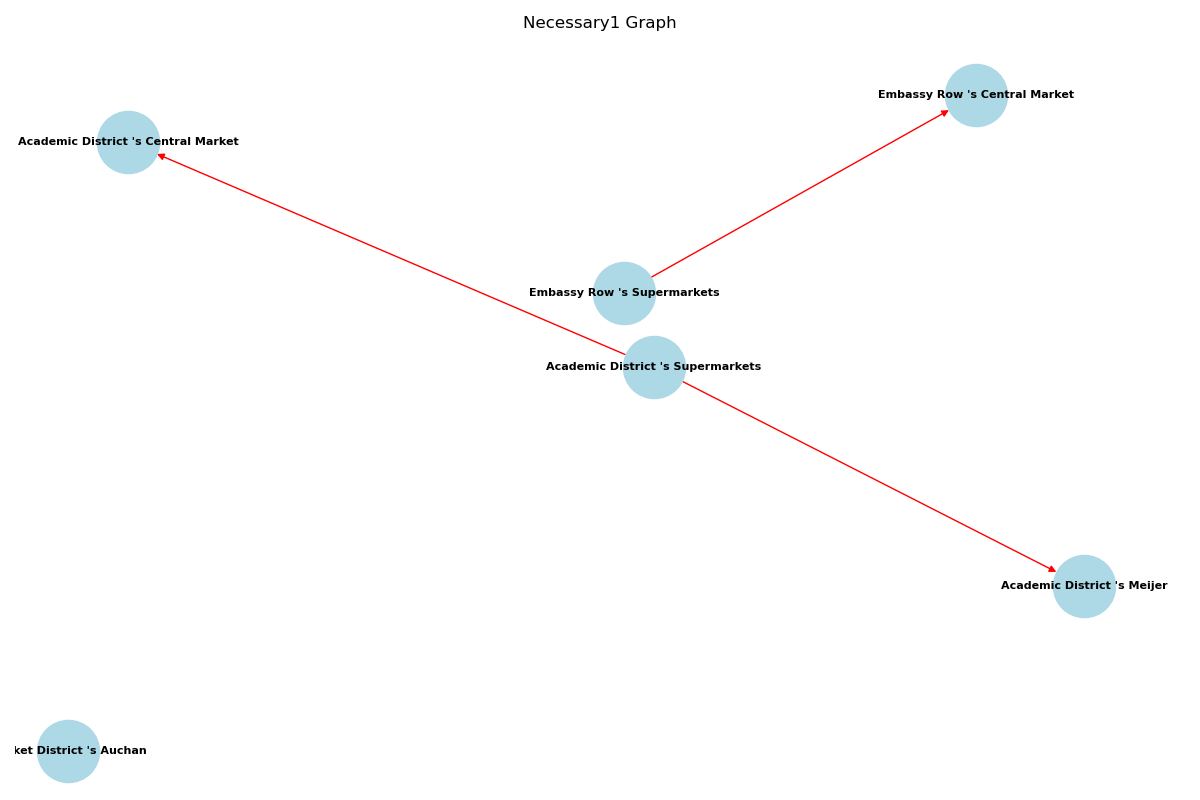 Necessary1 Graph
Embassy Row 's Central Market
Academic District 's Central Market
Embassy Row 's Supermarkets
Academic District 's Supermarkets
Academic District 's Meijer
ket District 's Auchan